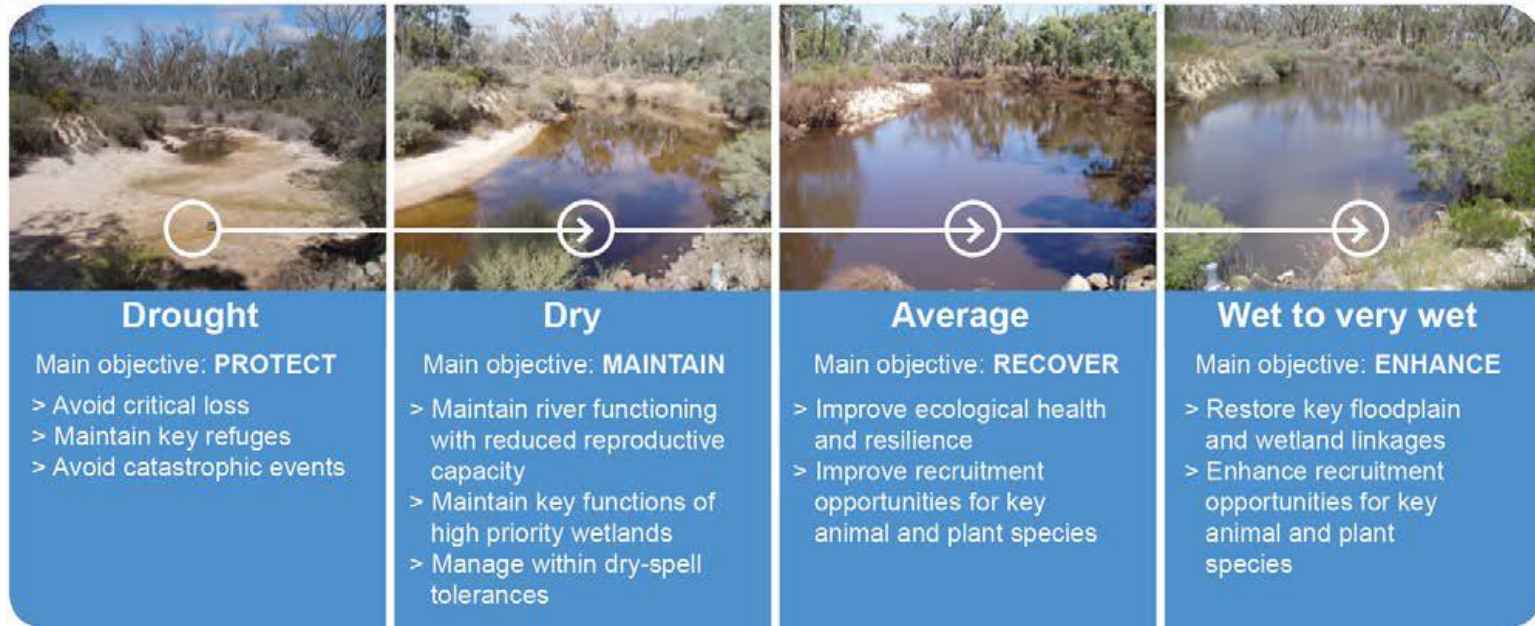 Drought
Main objective: PROTECT
> Avoid critical loss
> Maintain key refuges
> Avoid catastrophic events
Dry
Main objective: MAINTAIN
> Maintain river functioning
with reduced reproductive
capacity
> Maintain key functions of
high priority wetlands
> Manage within dry-spell
tolerances
Average
Main objective: RECOVER
> Improve ecological health
and resilience
> Improve recruitment
opportunities for key
animal and plant species
Wet to very wet
Main objective: ENHANCE
> Restore key floodplain
and wetland linkages
> Enhance recruitment
opportunities for key
animal and plant
species